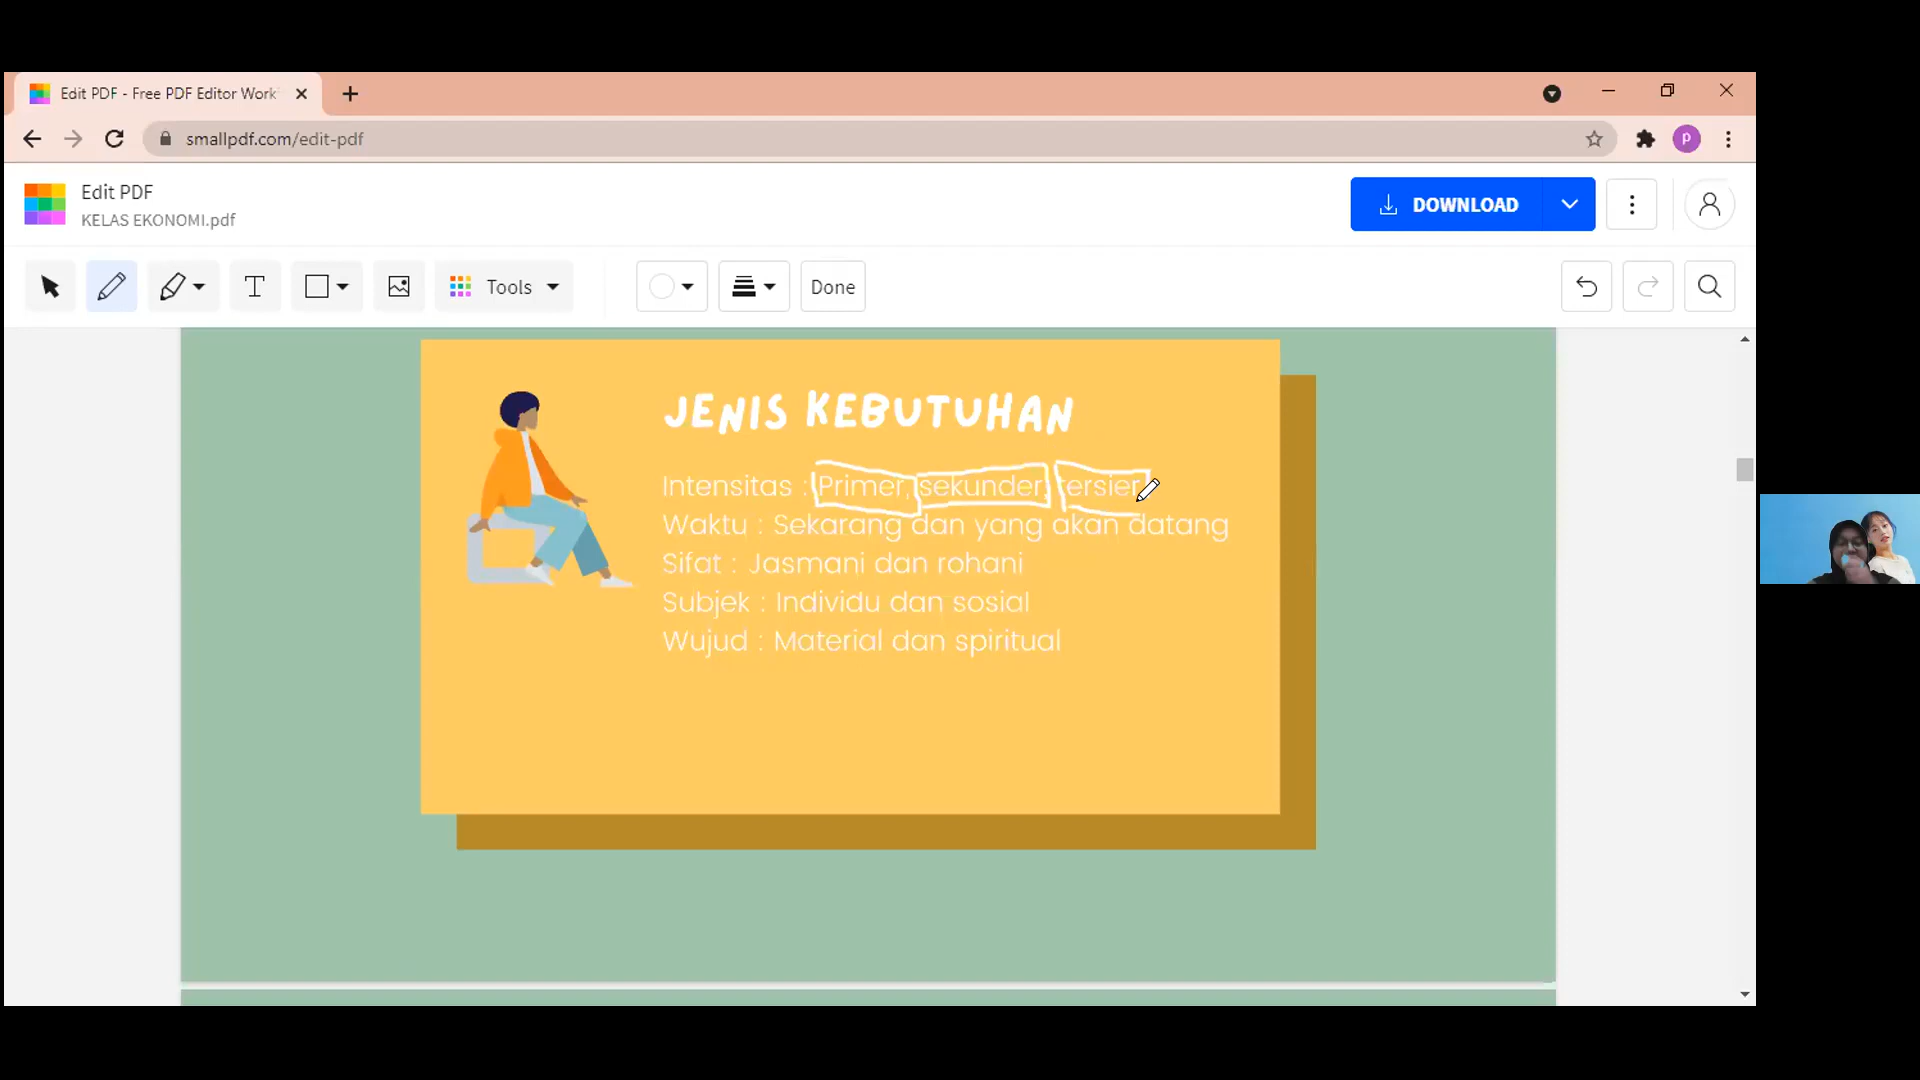 Edit PDF - Free PDF Editor Work
smallpdf.com/edit-pdf
P
Edit PDF
KELAS EKONOMI.pdf
DOWNLOAD
T
Tools
Done
JENIS KEBUTUHAN
Intensitas : Primer, sekunder, tersier
Waktu : Sekarang dan yang akan datang
Sifat : Jasmani dan rohani
Subjek : Individu dan sosial
Wujud : Material dan spiritual